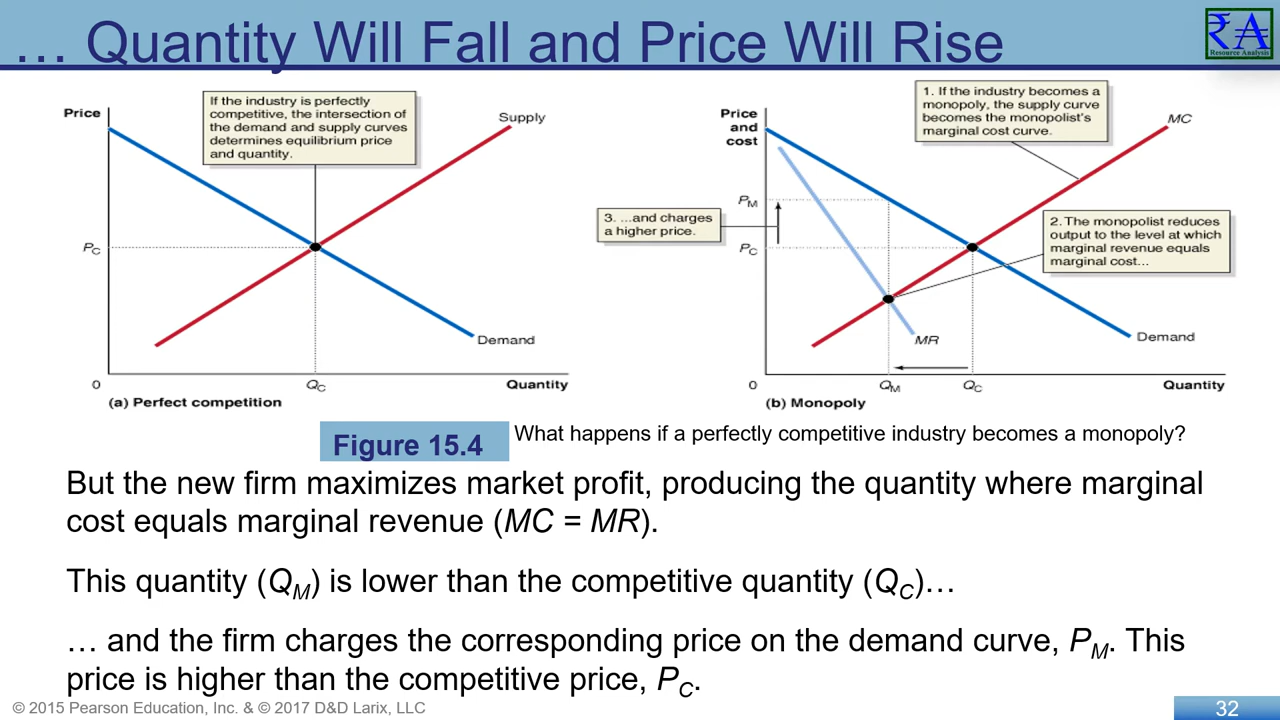 … Quantity Will Fall and Price Will Rise
₹A
Resource Analysis
Price
If the industry is perfectly
competitive, the intersection of
the demand and supply curves
determines equilibrium price
and quantity.
Supply
PC
Demand
0
QC
Quantity
(a) Perfect competition
Price
and
cost
1. If the industry becomes a
monopoly, the supply curve
becomes the monopolist's
marginal cost curve.
MC
PM
3. ...and charges
a higher price.
PC
2. The monopolist reduces
output to the level at which
marginal revenue equals
marginal cost...
MR
Demand
0
QM
QC
Quantity
(b) Monopoly
Figure 15.4
What happens if a perfectly competitive industry becomes a monopoly?
But the new firm maximizes market profit, producing the quantity where marginal
cost equals marginal revenue (MC = MR).
This quantity (QM) is lower than the competitive quantity (QC)…
… and the firm charges the corresponding price on the demand curve, PM. This
price is higher than the competitive price, PC.
© 2015 Pearson Education, Inc. & © 2017 D&D Larix, LLC
32